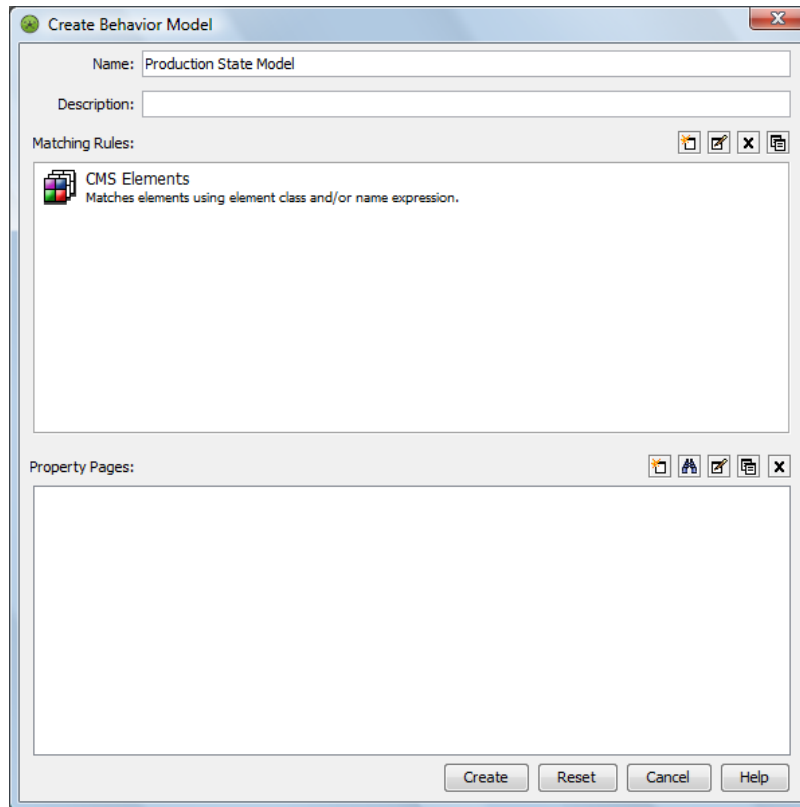 Create Behavior Model
Name: Production State Model
Description:
Matching Rules:
CMS Elements
Matches elements using element class and/or name expression.
Property Pages:
Create Reset Cancel Help